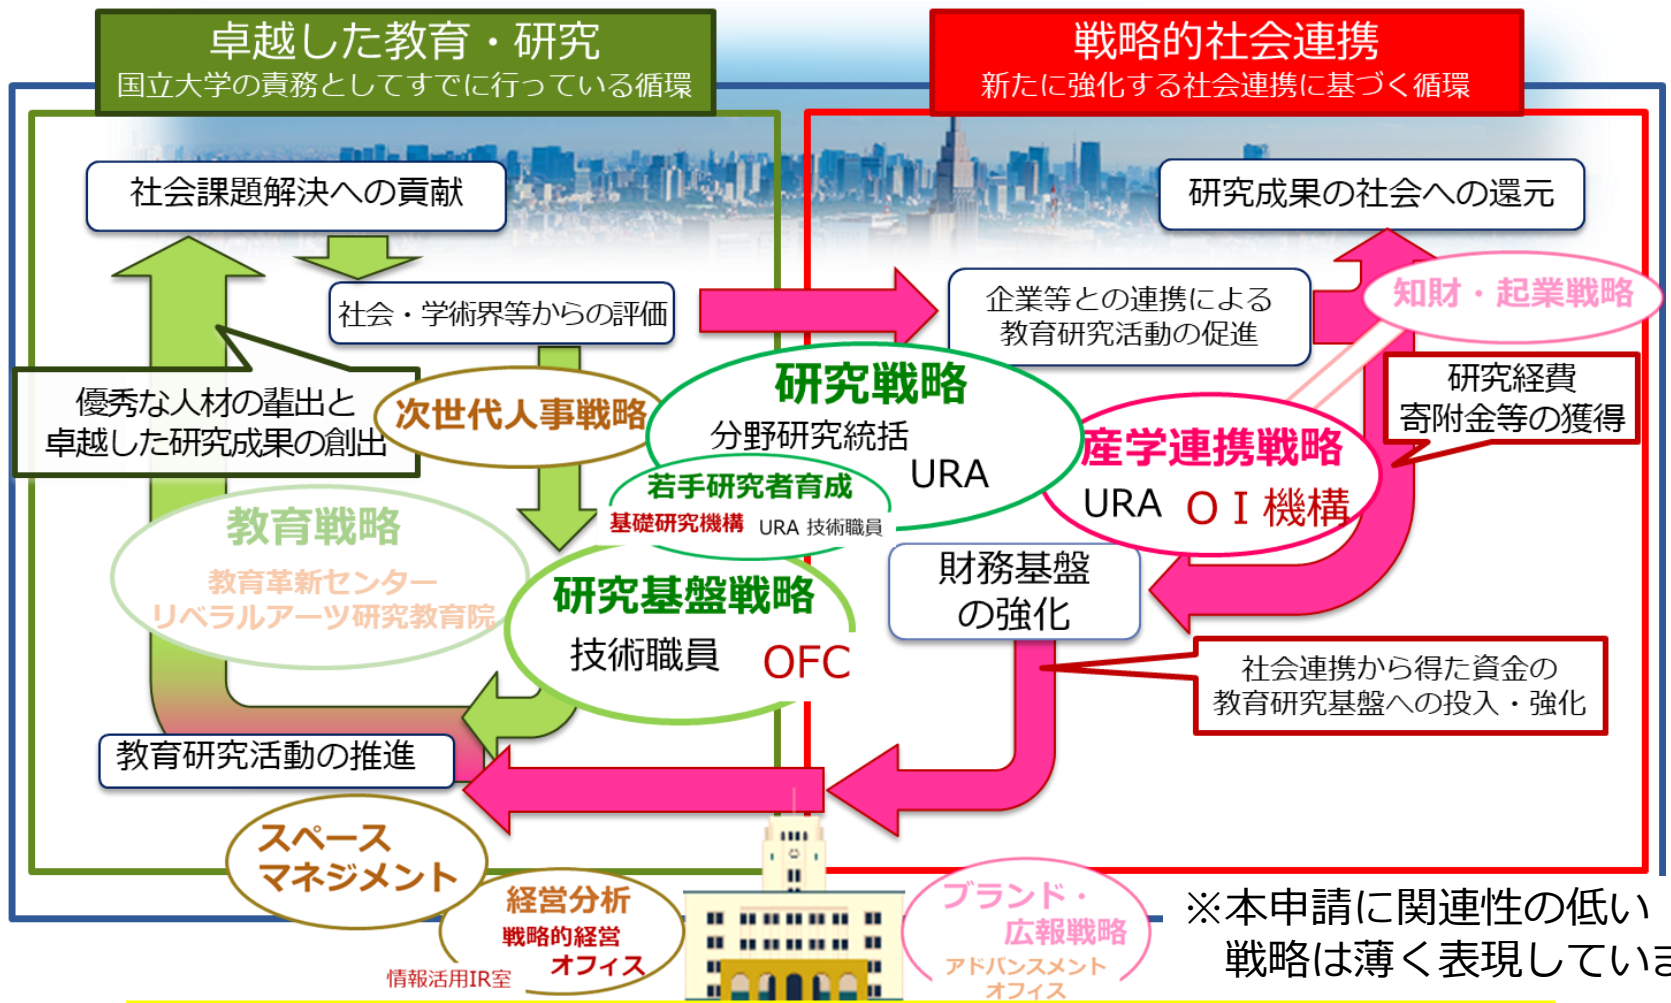 卓越した教育・研究
国立大学の責務としてすでに行っている循環
戦略的社会連携
新たに強化する社会連携に基づく循環
社会課題解決への貢献
研究成果の社会への還元
社会・学術界等からの評価
企業等との連携による
教育研究活動の促進
知財・起業戦略
優秀な人材の輩出と
卓越した研究成果の創出
次世代人事戦略
研究戦略
分野研究統括
URA
研究経費
寄附金等の獲得
産学連携戦略
URA OI機構
若手研究者育成
基礎研究機構 URA 技術職員
教育戦略
教育革新センター
リベラルアーツ研究教育院
研究基盤戦略
技術職員 OFC
財務基盤
の強化
社会連携から得た資金の
教育研究基盤への投入・強化
教育研究活動の推進
スペース
マネジメント
経営分析
戦略的経営
オフィス
情報活用IR室
ブランド・
広報戦略
アドバンスメント
オフィス
※本申請に関連性の低い
戦略は薄く表現していま